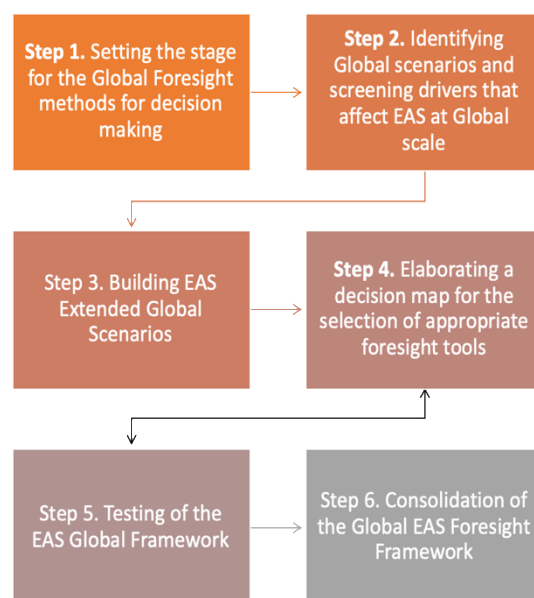 Step 1. Setting the stage
for the Global Foresight
methods for decision
making
Step 2. Identifying
Global scenarios and
screening drivers that
affect EAS at Global
scale
Step 3. Building EAS
Extended Global
Scenarios
Step 4. Elaborating a
decision map for the
selection of appropriate
foresight tools
Step 5. Testing of the
EAS Global Framework
Step 6. Consolidation of
the Global EAS Foresight
Framework